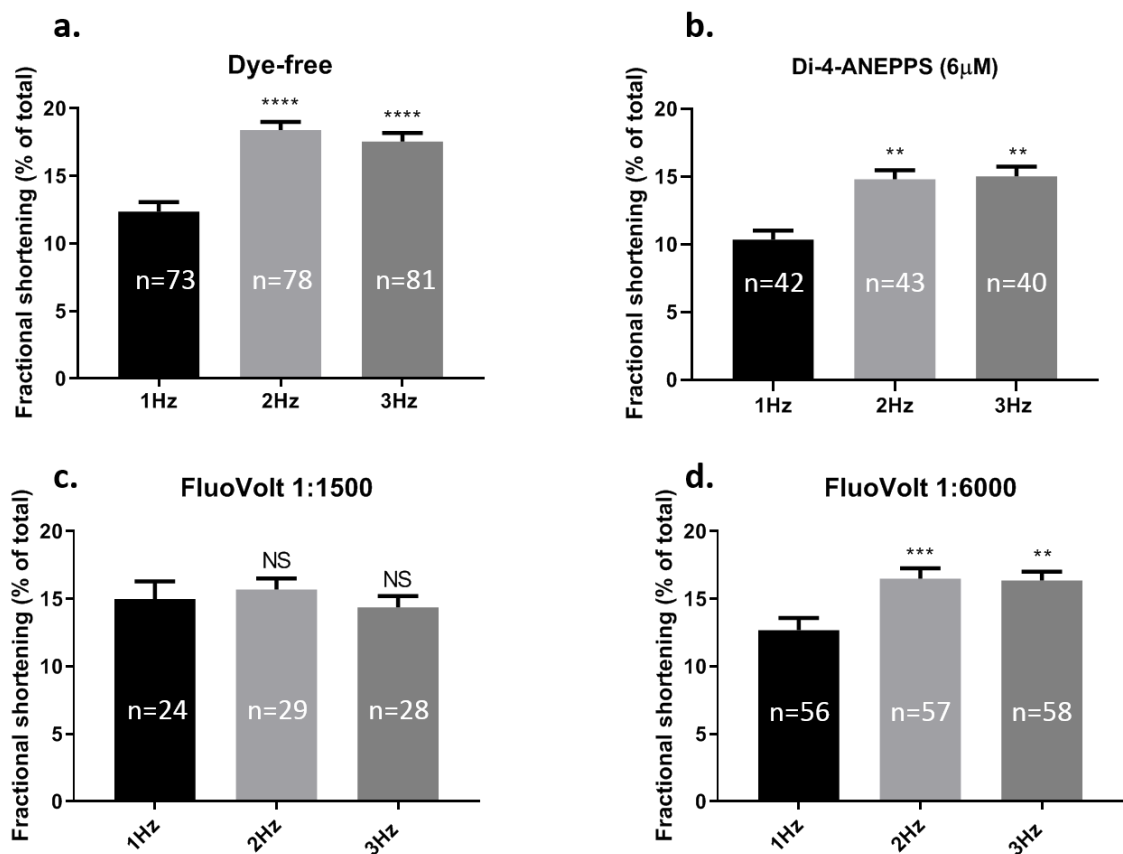 a.
Dye-free
Fractional shortening (% of total)
20
15
10
5
0
****
****
n=73
n=78
n=81
1Hz
2Hz
3Hz
b.
Di-4-ANEPPS (6μM)
Fractional shortening (% of total)
20
15
10
5
0
**
**
n=42
n=43
n=40
1Hz
2Hz
3Hz
c.
FluoVolt 1:1500
Fractional shortening (% of total)
20
15
10
5
0
NS
NS
n=24
n=29
n=28
1Hz
2Hz
3Hz
d.
FluoVolt 1:6000
Fractional shortening (% of total)
20
15
10
5
0
***
**
n=56
n=57
n=58
1Hz
2Hz
3Hz